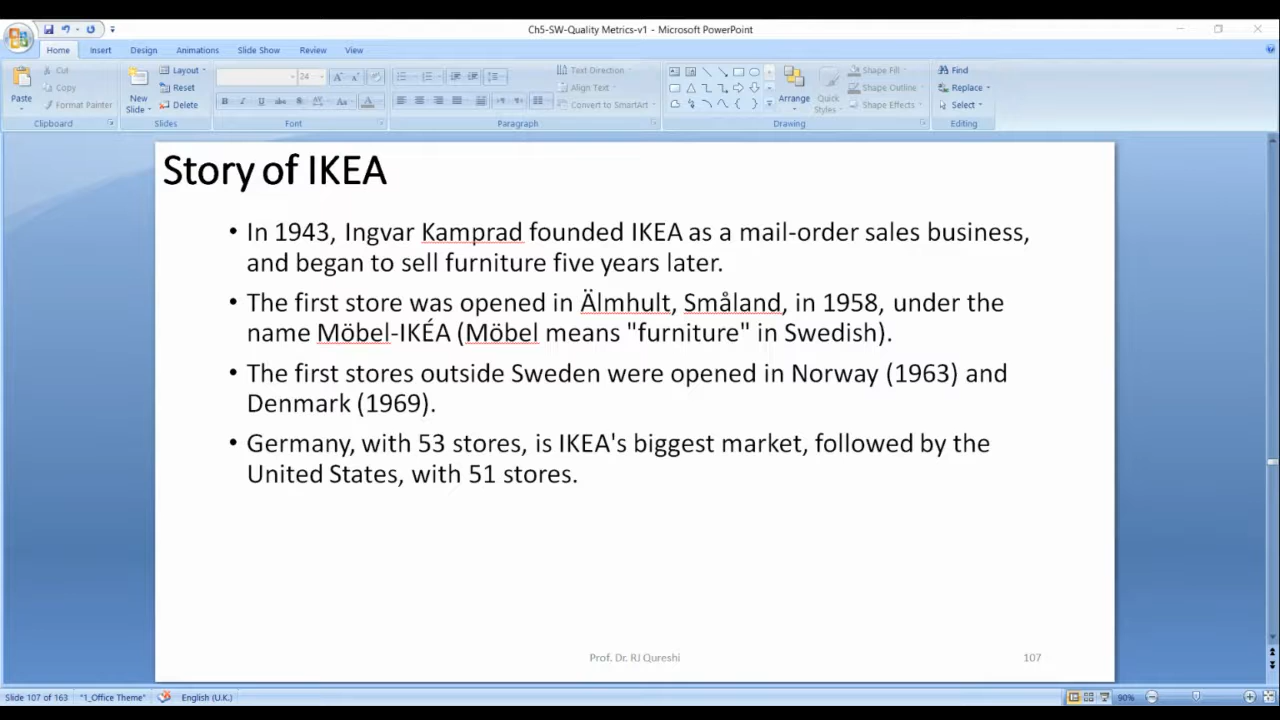 Ch5-SW-Quality Metrics-v1 - Microsoft PowerPoint
Home Insert Design Animations Slide Show Review View
Paste
Cut
Copy
Format Painter
Clipboard
New Slide
Layout
Reset
Delete
Slides
24
B I U abc S AV Aa A
Font
Paragraph
Text Direction
Align Text
Convert to SmartArt
Arrange
Quick Styles
Shape Fill
Shape Outline
Shape Effects
Drawing
Find
Replace
Select
Editing
Story of IKEA
• In 1943, Ingvar Kamprad founded IKEA as a mail-order sales business,
and began to sell furniture five years later.
• The first store was opened in Älmhult, Småland, in 1958, under the
name Möbel-IKÉA (Möbel means "furniture" in Swedish).
• The first stores outside Sweden were opened in Norway (1963) and
Denmark (1969).
• Germany, with 53 stores, is IKEA's biggest market, followed by the
United States, with 51 stores.
Prof. Dr. RJ Qureshi 107
Slide 107 of 163 "1_Office Theme" English (U.K.) 90%